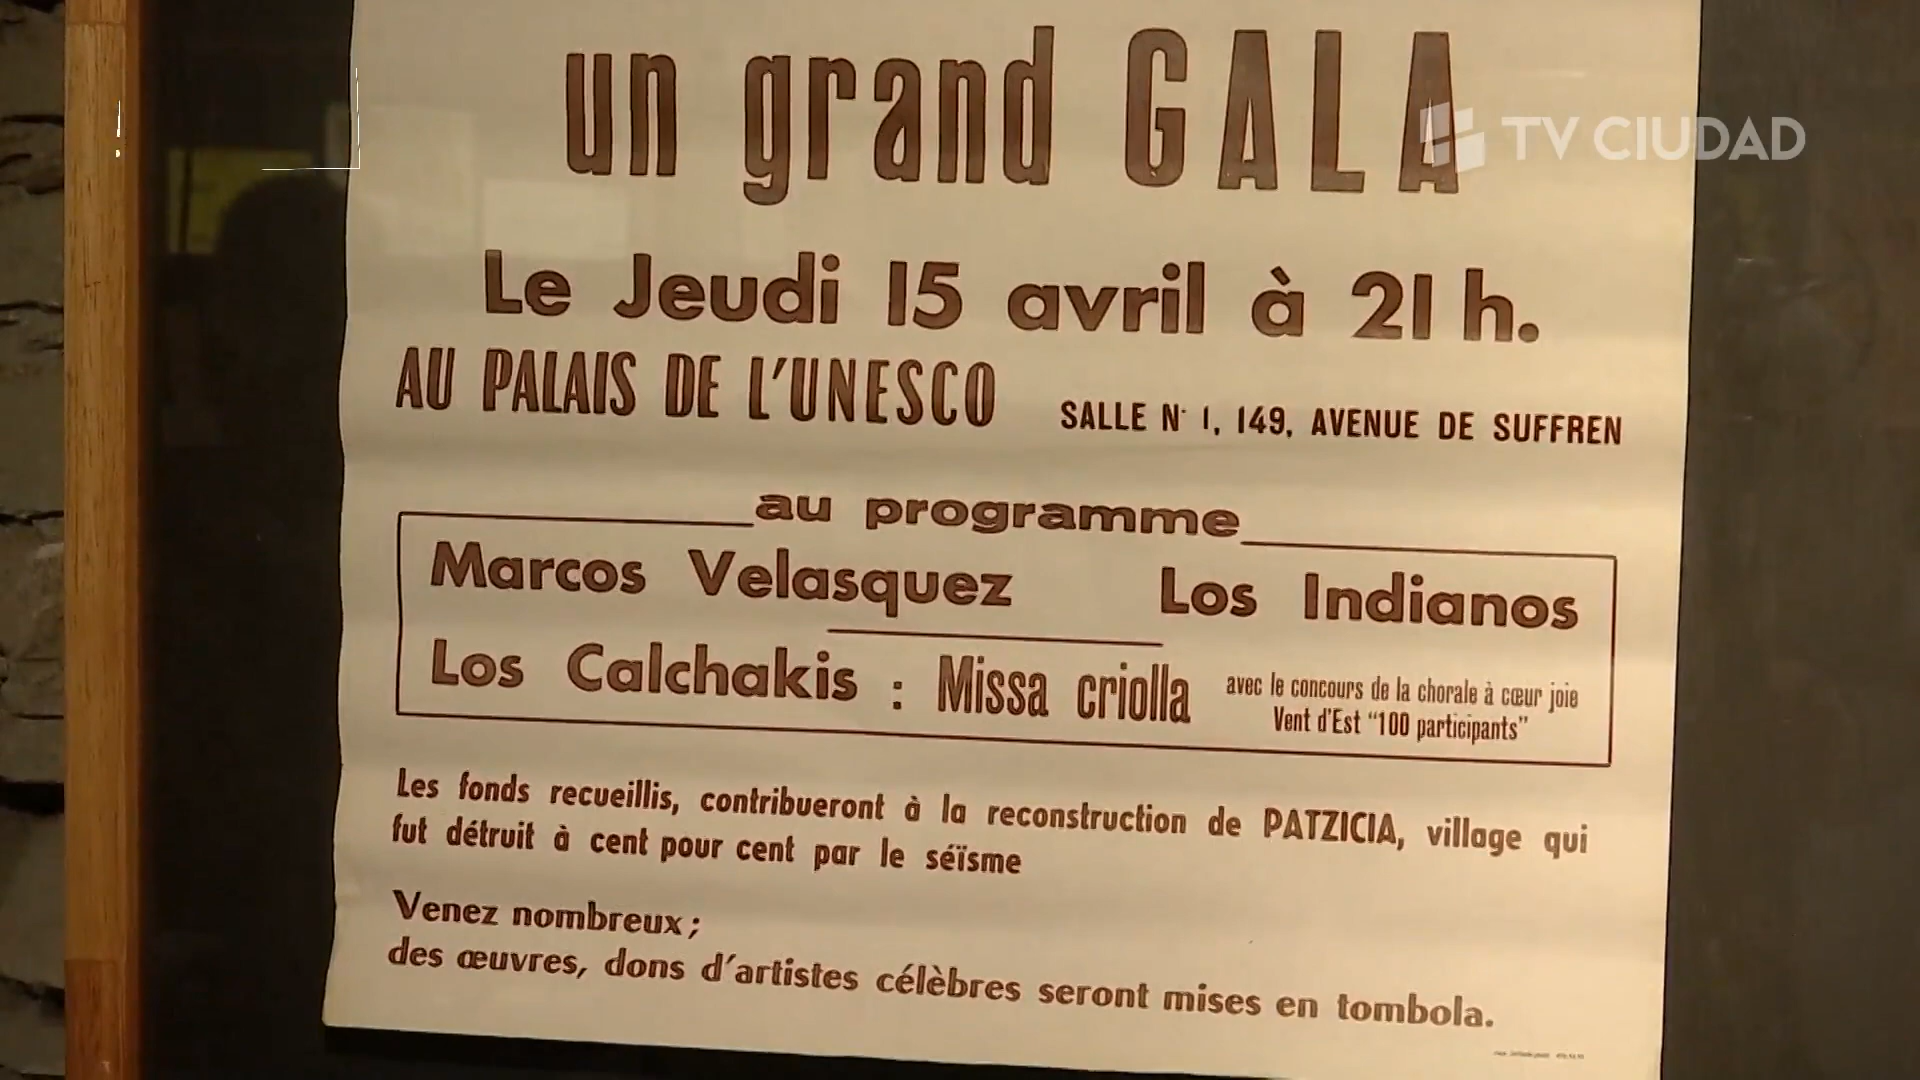 un grand GALA
TV CIUDAD
Le Jeudi 15 avril à 21 h.
AU PALAIS DE L'UNESCO SALLE N· 1, 149, AVENUE DE SUFFREN
au programme
Marcos Velasquez Los Indianos
Los Calchakis : Missa criolla avec le concours de la chorale à cœur joie
Vent d'Est "100 participants"
Les fonds recueillis, contribueront à la reconstruction de PATZICIA, village qui
fut détruit à cent pour cent par le séïsme
Venez nombreux ;
des œuvres, dons d'artistes célèbres seront mises en tombola.